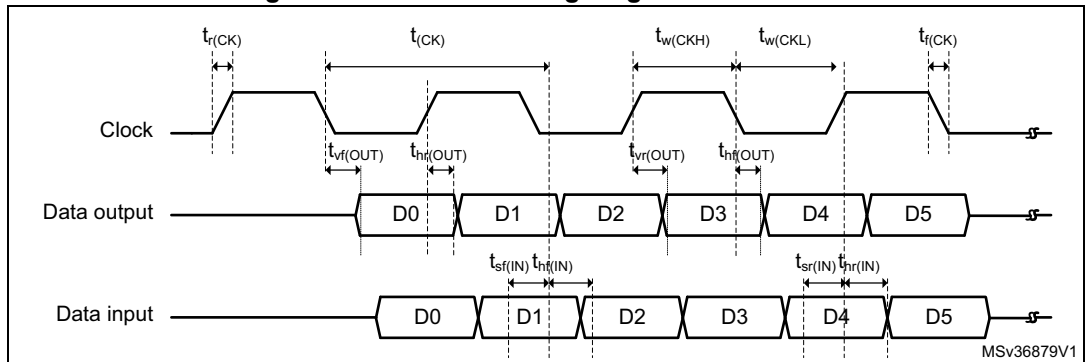 t_r(CK) t_(CK) t_w(CKH) t_w(CKL) t_f(CK)
Clock
t_vf(OUT) t_hr(OUT) t_vr(OUT) t_hf(OUT)
Data output D0 D1 D2 D3 D4 D5
t_sf(IN) t_hf(IN) t_sr(IN) t_hr(IN)
Data input D0 D1 D2 D3 D4 D5
MSv36879V1